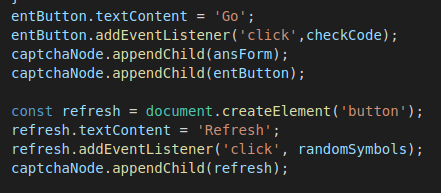 entButton.textContent = 'Go';
entButton.addEventListener('click',checkCode);
captchaNode.appendChild(ansForm);
captchaNode.appendChild(entButton);
const refresh = document.createElement('button');
refresh.textContent = 'Refresh';
refresh.addEventListener('click', randomSymbols);
captchaNode.appendChild(refresh);